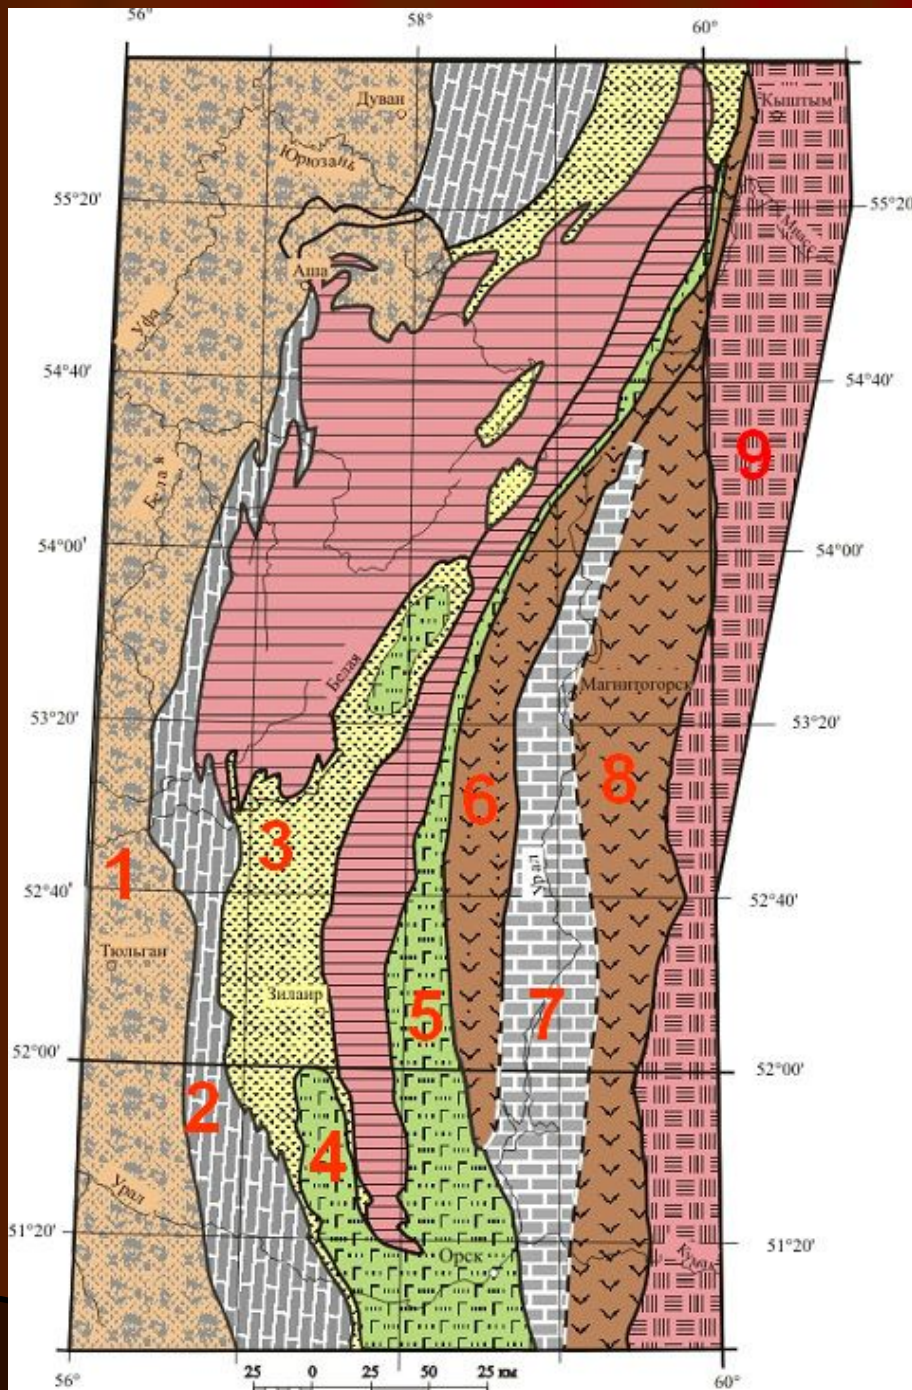 56° 58° 60°
Дуван
Кыштым
Юрюзань
55°20'
55°20'
Миасс
Аша
Уфа
54°40'
54°40'
9
Белая
54°00'
54°00'
Белая
Магнитогорск
53°20'
53°20'
6
8
3
1
Урал
52°40'
52°40'
Тюльган
Зилаир
5
7
52°00'
52°00'
2
4
Урал
51°20'
51°20'
Орск
Кумак
25 0 25 50 25 км
56° 60°